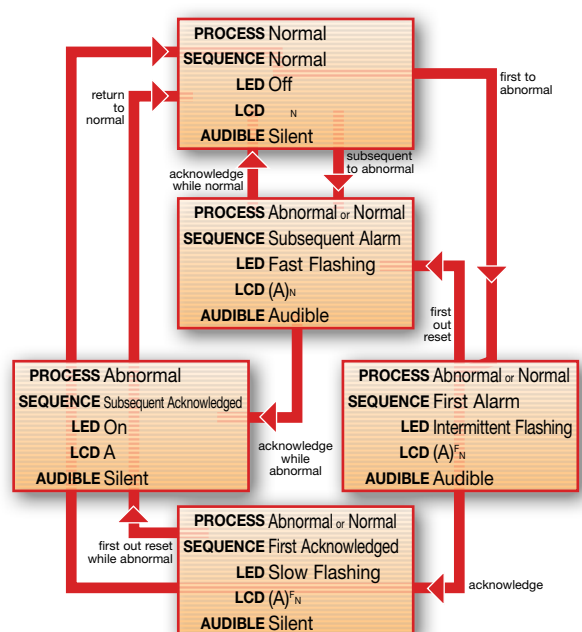 PROCESS Normal
SEQUENCE Normal
LED Off
LCD N
AUDIBLE Silent
first to
abnormal
return
to
normal
acknowledge
while normal
subsequent
to abnormal
PROCESS Abnormal or Normal
SEQUENCE Subsequent Alarm
LED Fast Flashing
LCD (A)N
AUDIBLE Audible
first
out
reset
PROCESS Abnormal
SEQUENCE Subsequent Acknowledged
LED On
LCD A
AUDIBLE Silent
acknowledge
while
abnormal
PROCESS Abnormal or Normal
SEQUENCE First Alarm
LED Intermittent Flashing
LCD (A)FN
AUDIBLE Audible
first out reset
while abnormal
PROCESS Abnormal or Normal
SEQUENCE First Acknowledged
LED Slow Flashing
LCD (A)FN
AUDIBLE Silent
acknowledge